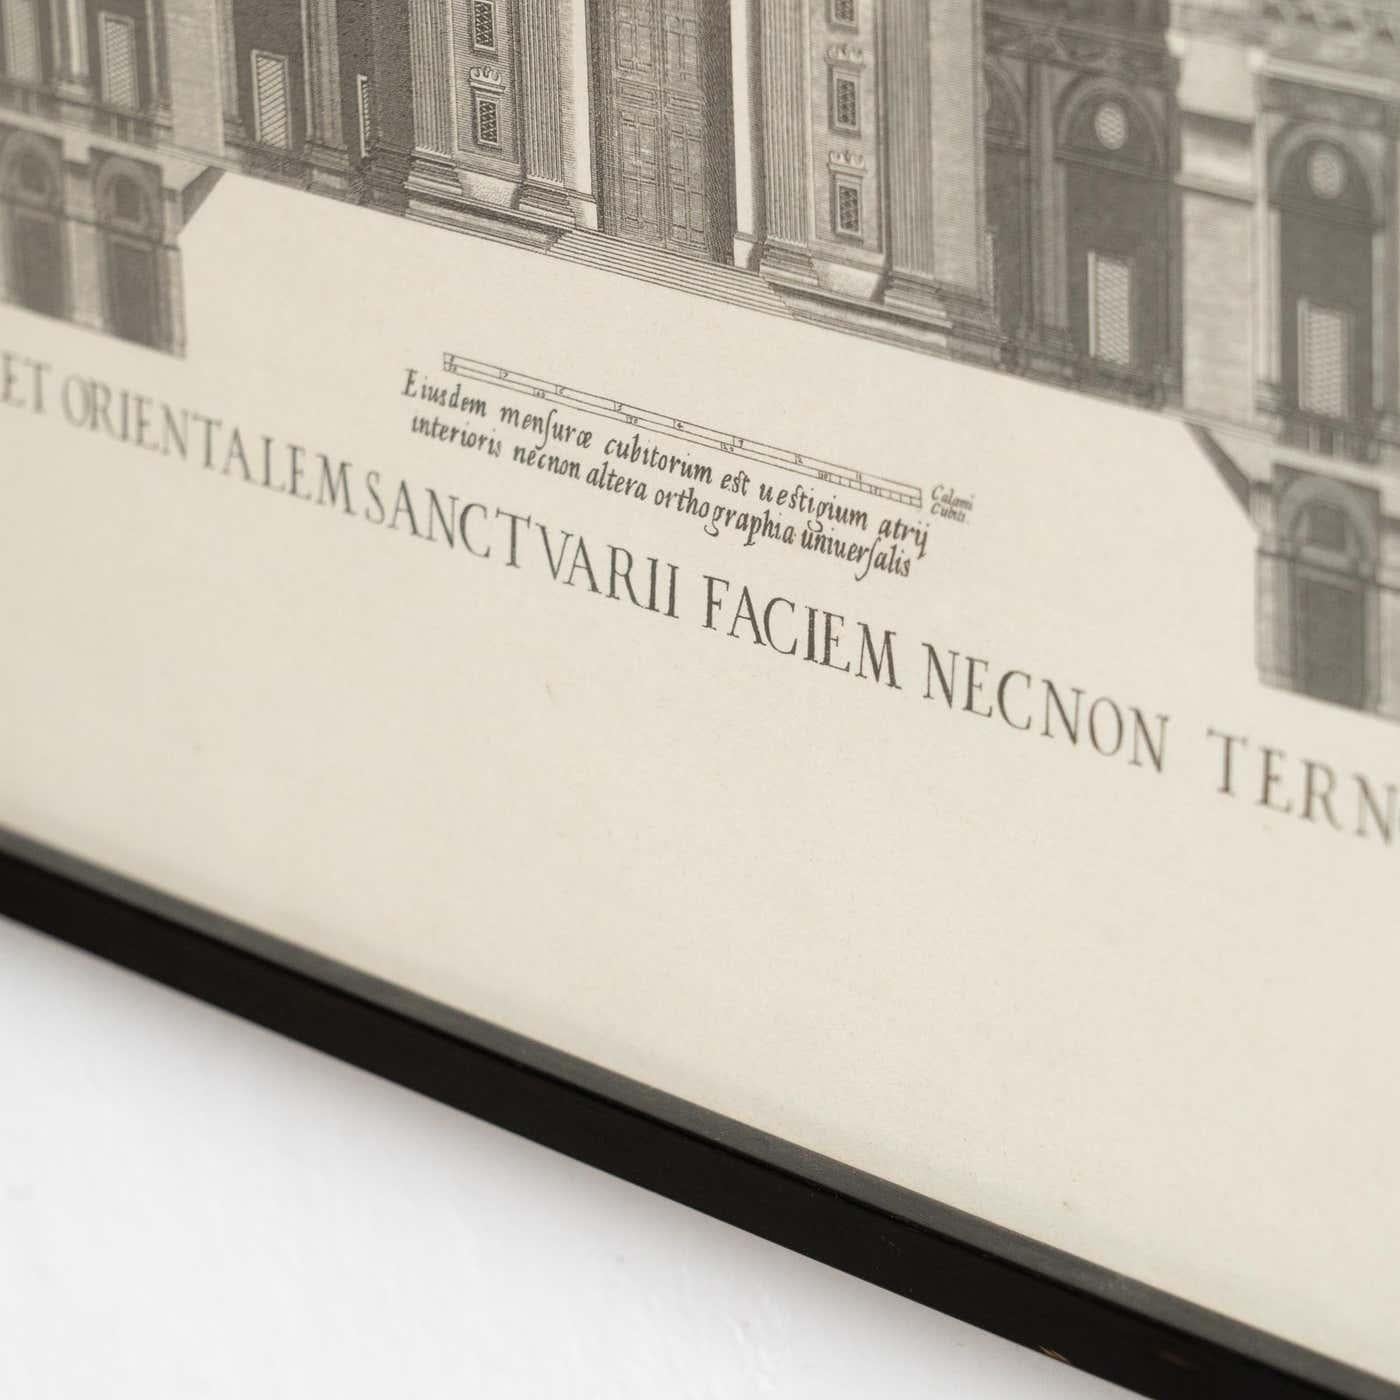 Calami
Cubiti.
Eiusdem menſuræ cubitorum est uestigium atrij
interioris necnon altera orthographia uniuerſalis
ET ORIENTALEM SANCTVARII FACIEM NECNON TERN